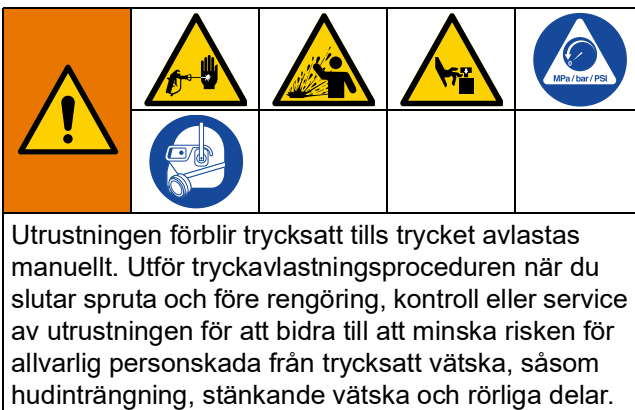 MPa / bar / PSI
Utrustningen förblir trycksatt tills trycket avlastas
manuellt. Utför tryckavlastningsproceduren när du
slutar spruta och före rengöring, kontroll eller service
av utrustningen för att bidra till att minska risken för
allvarlig personskada från trycksatt vätska, såsom
hudinträngning, stänkande vätska och rörliga delar.